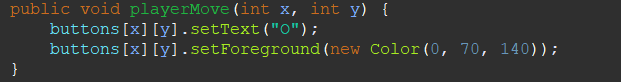 public void playerMove(int x, int y) {
    buttons[x][y].setText("O");
    buttons[x][y].setForeground(new Color(0, 70, 140));
}